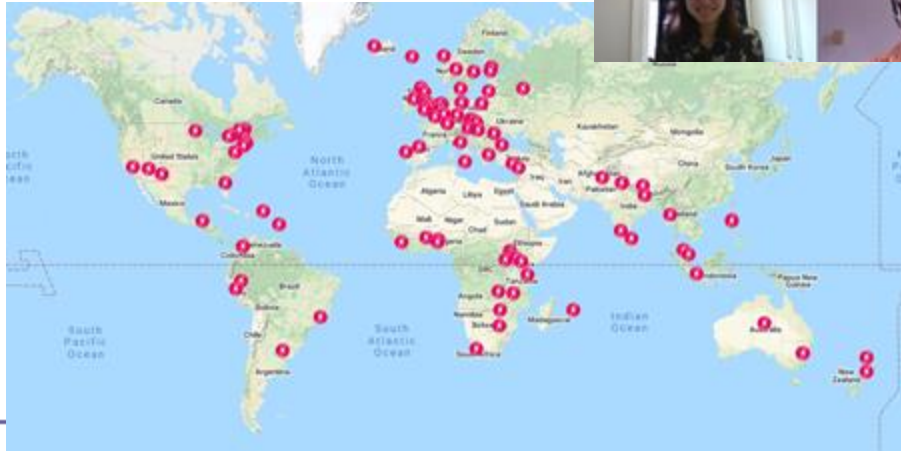 Finland
Sweden
Canada
Ukraine
France
Kazakhstan
Mongolia
United States
North
Atlantic
Ocean
China
South Korea
Japan
Iraq
Iran
Pakistan
Algeria
Libya
Egypt
Saudi Arabia
Mexico
India
Mali
Niger
Sudan
Chad
Ethiopia
Venezuela
Colombia
DRC
Tanzania
Indonesia
Papua New
Guinea
Brazil
Angola
Bolivia
Namibia
Madagascar
Indian
Ocean
South
Pacific
Ocean
Chile
South
Atlantic
Ocean
Australia
South Africa
Argentina
New
Zealand